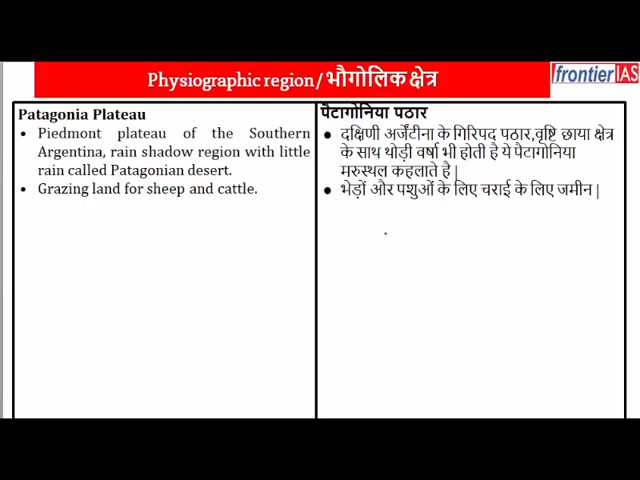 Physiographic region / भौगोलिक क्षेत्र
frontierIAS
Patagonia Plateau
• Piedmont plateau of the Southern
Argentina, rain shadow region with little
rain called Patagonian desert.
• Grazing land for sheep and cattle.
पैटागोनिया पठार
• दक्षिणी अर्जेंटीना के गिरिपद पठार,वृष्टि छाया क्षेत्र
के साथ थोड़ी वर्षा भी होती है ये पैटागोनिया
मरुस्थल कहलाते है |
• भेड़ों और पशुओं के लिए चराई के लिए जमीन |